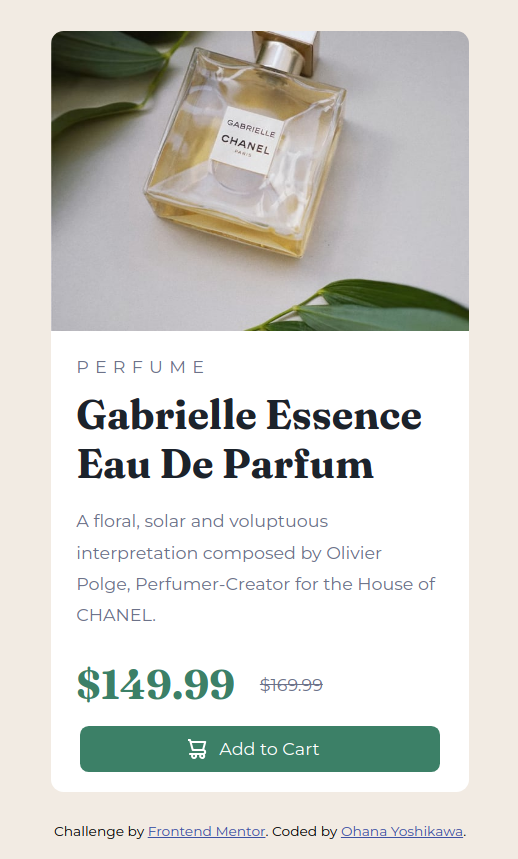 GABRIELLE
CHANEL
PARIS
PERFUME
Gabrielle Essence
Eau De Parfum
A floral, solar and voluptuous
interpretation composed by Olivier
Polge, Perfumer-Creator for the House of
CHANEL.
$149.99 $169.99
Add to Cart
Challenge by Frontend Mentor. Coded by Ohana Yoshikawa.